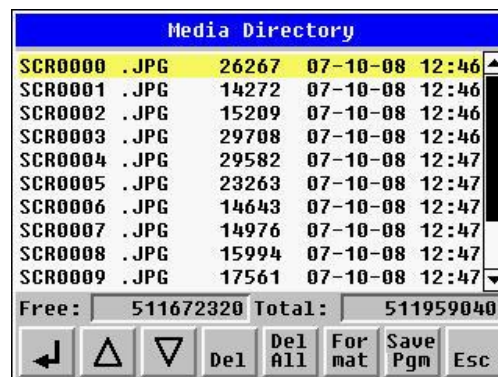 Media Directory
SCR0000 .JPG 26267 07-10-08 12:46
SCR0001 .JPG 14272 07-10-08 12:46
SCR0002 .JPG 15209 07-10-08 12:46
SCR0003 .JPG 29708 07-10-08 12:46
SCR0004 .JPG 29582 07-10-08 12:47
SCR0005 .JPG 23263 07-10-08 12:47
SCR0006 .JPG 14643 07-10-08 12:47
SCR0007 .JPG 14976 07-10-08 12:47
SCR0008 .JPG 15994 07-10-08 12:47
SCR0009 .JPG 17561 07-10-08 12:47
Free: 511672320 Total: 511959040
Del Del All For mat Save Pgm Esc